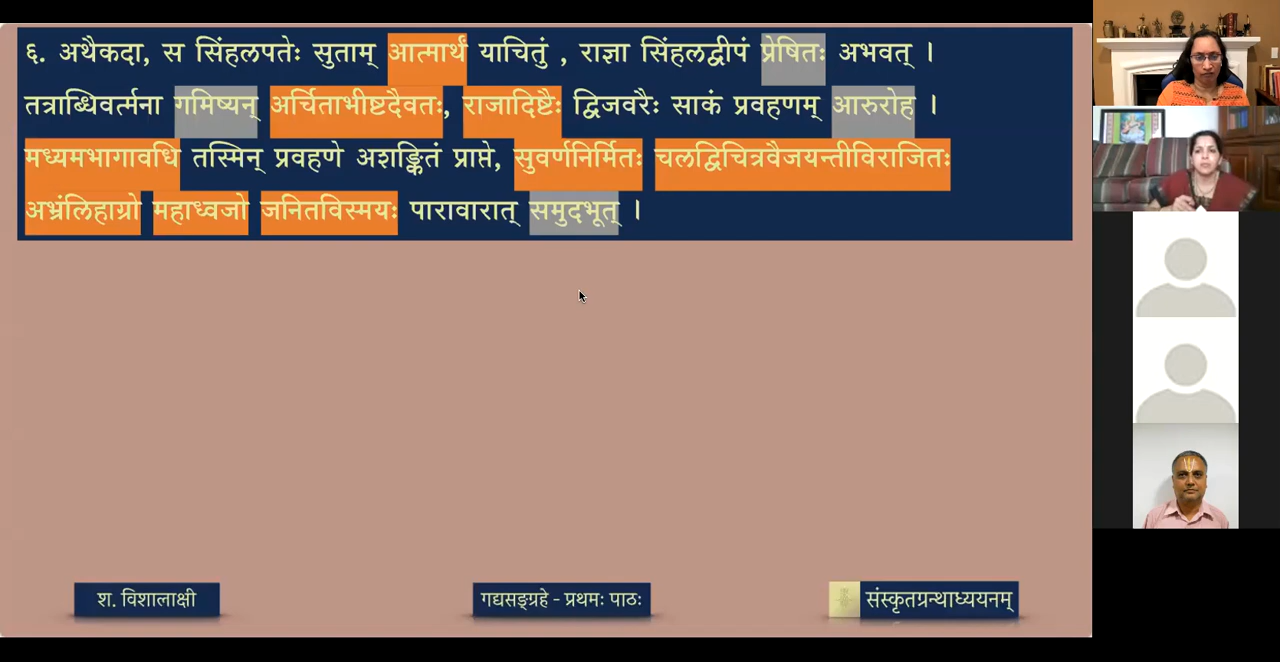 ६. अथैकदा, स सिंहलपतेः सुताम् आत्मार्थं याचितुं , राज्ञा सिंहलद्वीपं प्रेषितः अभवत् ।
तत्राब्धिवर्त्मना गमिष्यन् अर्चिताभीष्टदैवतः, राजादिष्टैः द्विजवरैः साकं प्रवहणम् आरुरोह ।
मध्यमभागावधि तस्मिन् प्रवहणे अशङ्कितं प्राप्ते, सुवर्णनिर्मितः चलद्विचित्रवैजयन्तीविराजितः
अभ्रंलिहाग्रो महाध्वजो जनितविस्मयः पारावारात् समुदभूत् ।
श. विशालाक्षी
गद्यसङ्ग्रहे - प्रथमः पाठः
संस्कृतग्रन्थाध्ययनम्